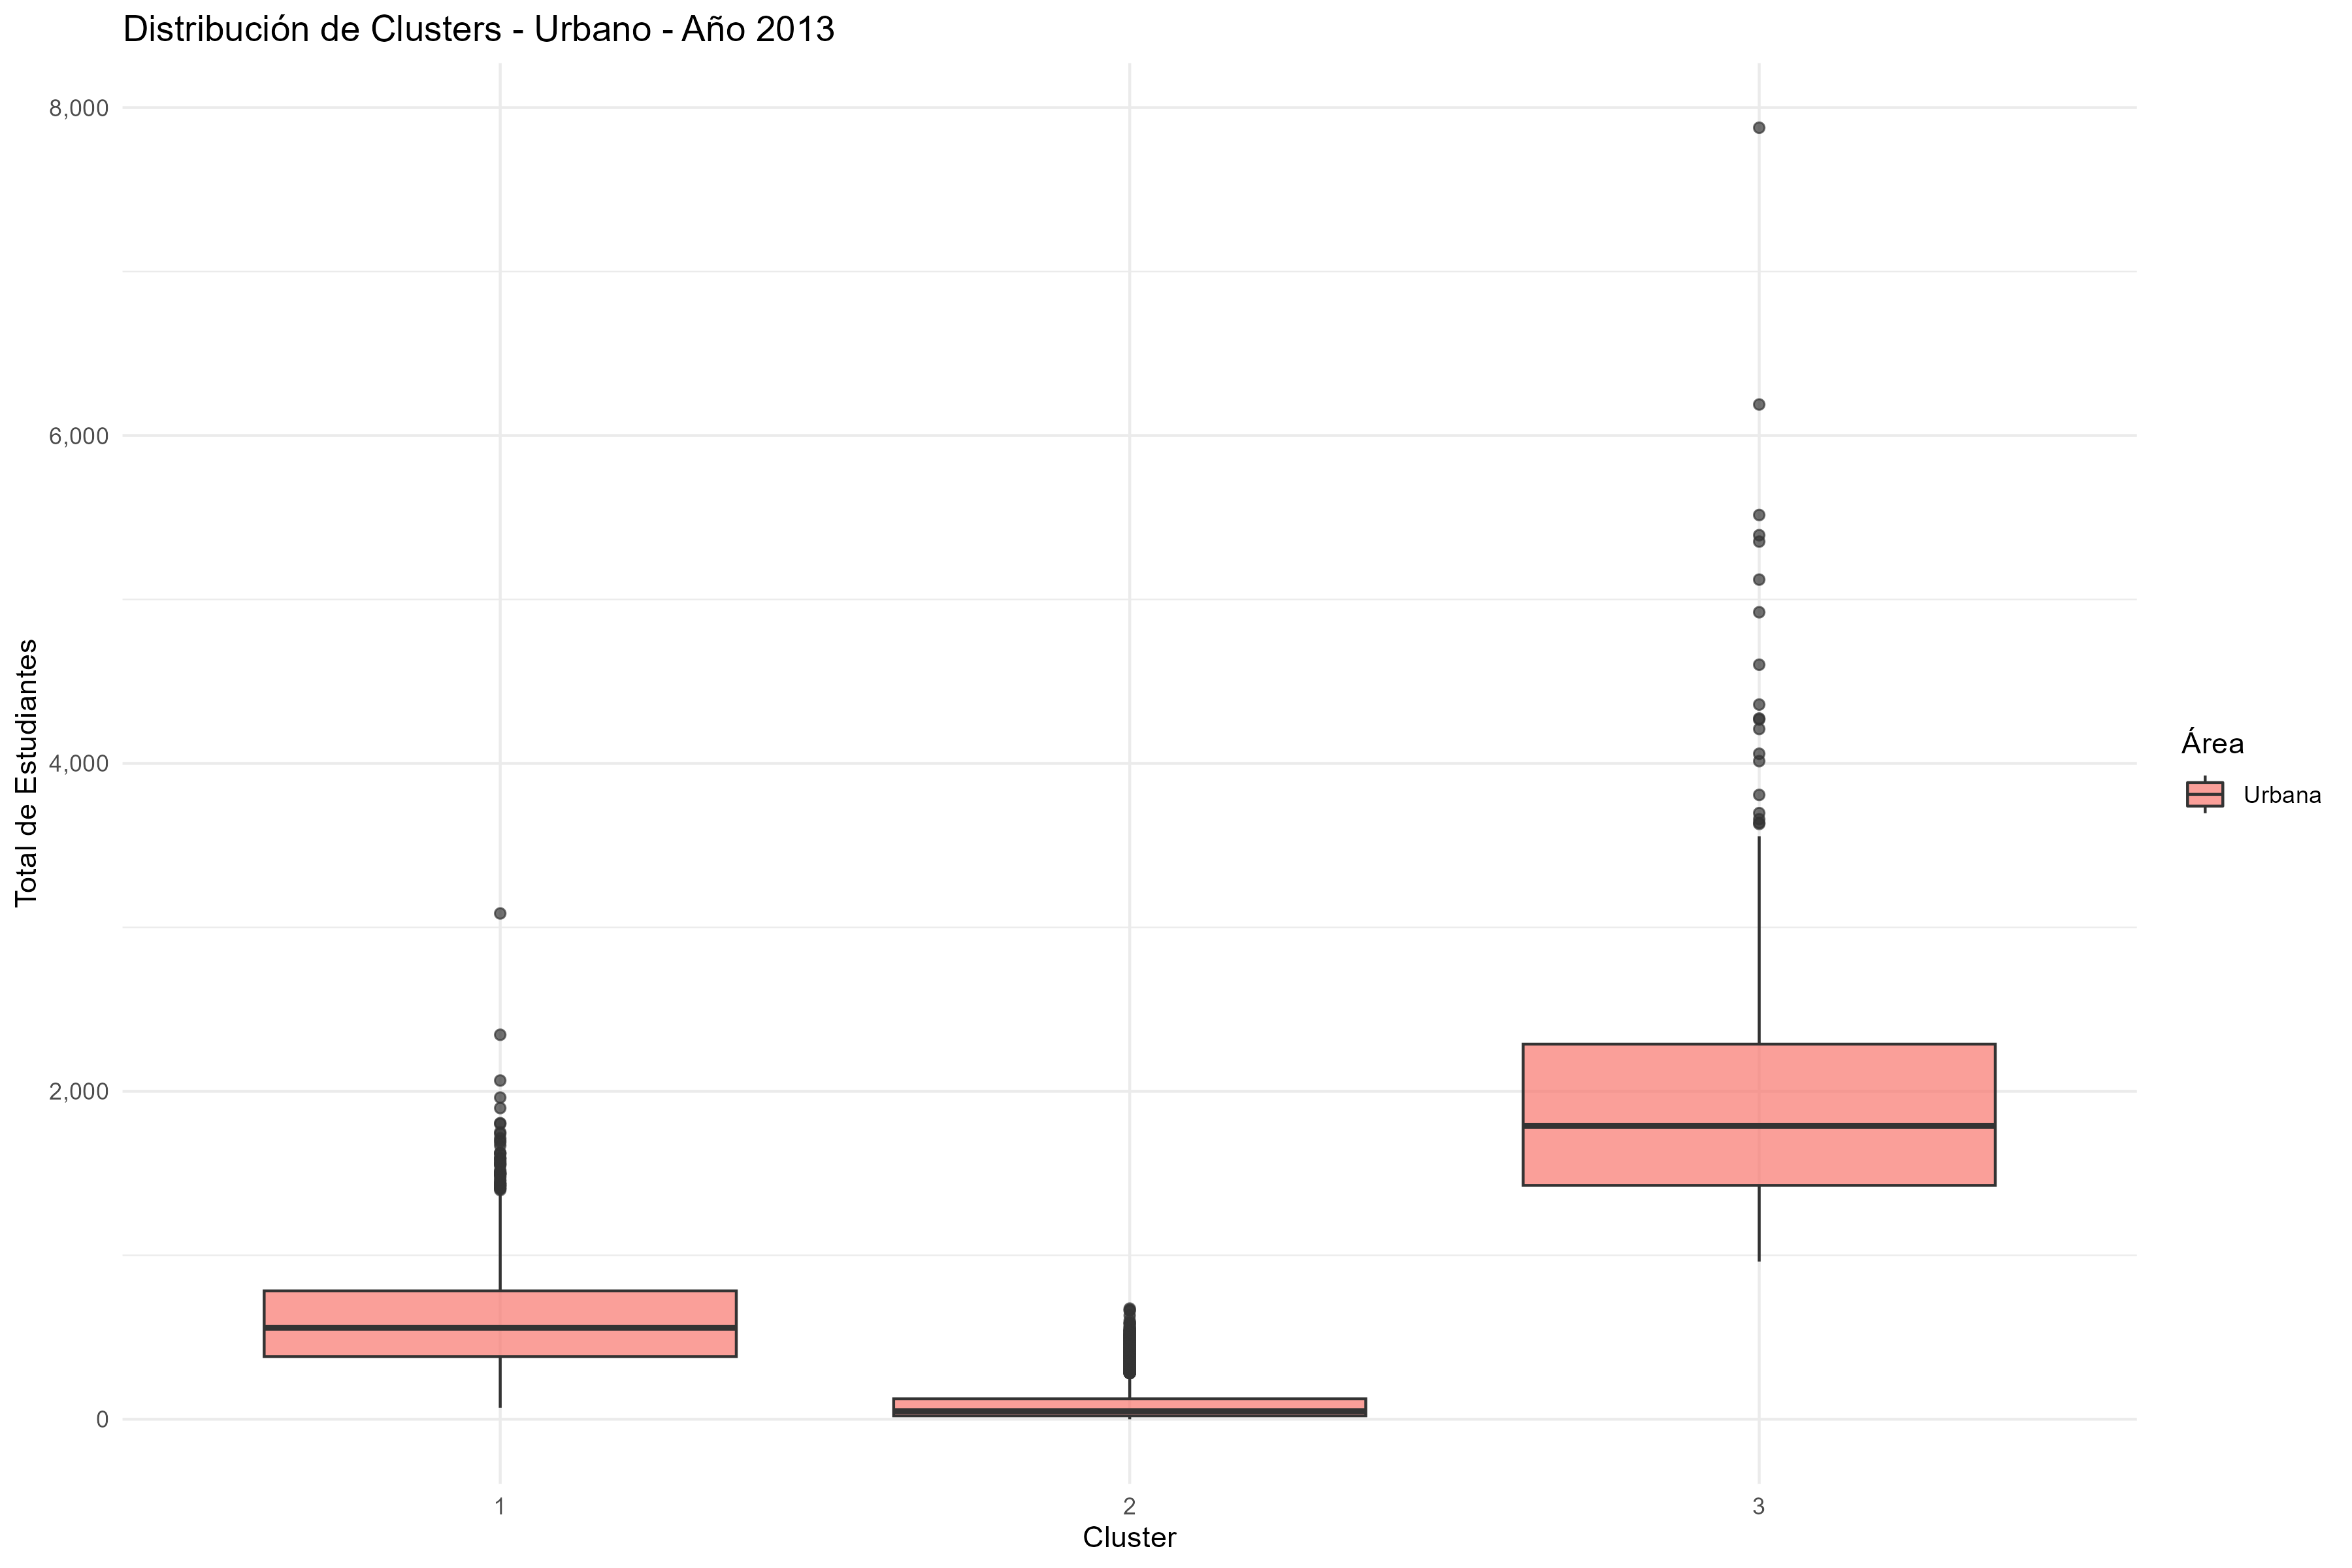 Distribución de Clusters - Urbano - Año 2013
8,000
6,000
4,000
2,000
0
Total de Estudiantes
1
2
3
Cluster
Área
Urbana